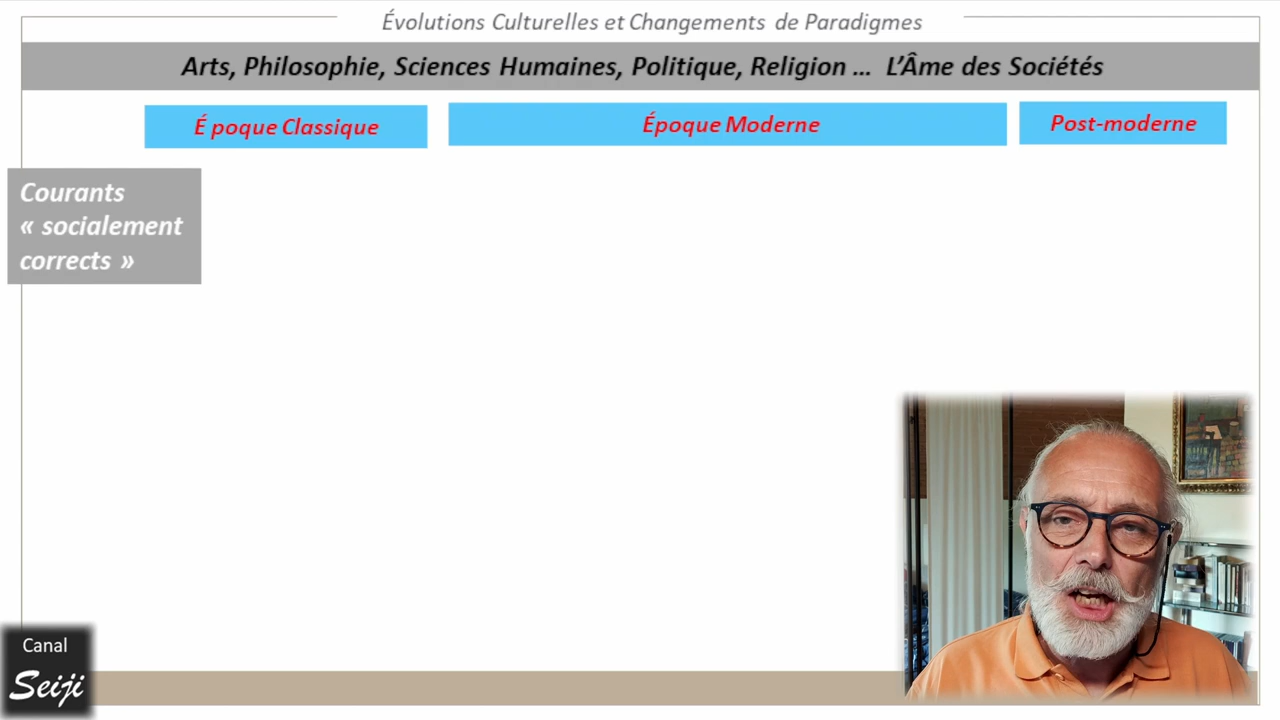 Évolutions Culturelles et Changements de Paradigmes
Arts, Philosophie, Sciences Humaines, Politique, Religion ... L’Âme des Sociétés
É poque Classique
Époque Moderne
Post-moderne
Courants
« socialement
corrects »
Canal
Seiji